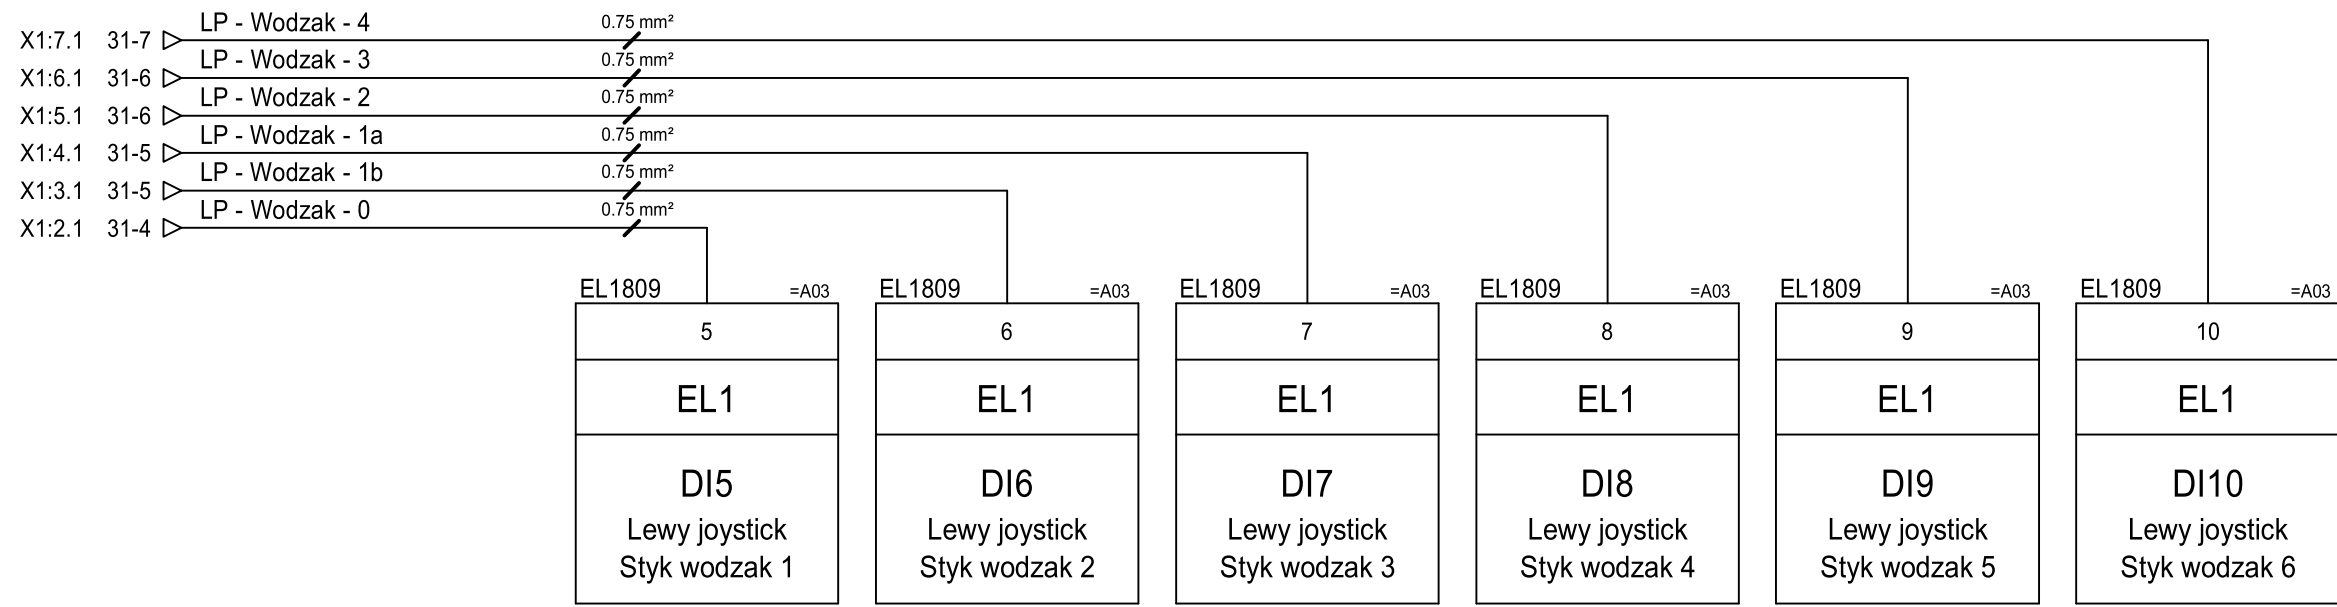 LP - Wodzak - 4 0.75 mm²
X1:7.1 31-7
LP - Wodzak - 3 0.75 mm²
X1:6.1 31-6
LP - Wodzak - 2 0.75 mm²
X1:5.1 31-6
LP - Wodzak - 1a 0.75 mm²
X1:4.1 31-5
LP - Wodzak - 1b 0.75 mm²
X1:3.1 31-5
LP - Wodzak - 0 0.75 mm²
X1:2.1 31-4
EL1809 =A03
5
EL1
DI5
Lewy joystick
Styk wodzak 1
EL1809 =A03
6
EL1
DI6
Lewy joystick
Styk wodzak 2
EL1809 =A03
7
EL1
DI7
Lewy joystick
Styk wodzak 3
EL1809 =A03
8
EL1
DI8
Lewy joystick
Styk wodzak 4
EL1809 =A03
9
EL1
DI9
Lewy joystick
Styk wodzak 5
EL1809 =A03
10
EL1
DI10
Lewy joystick
Styk wodzak 6